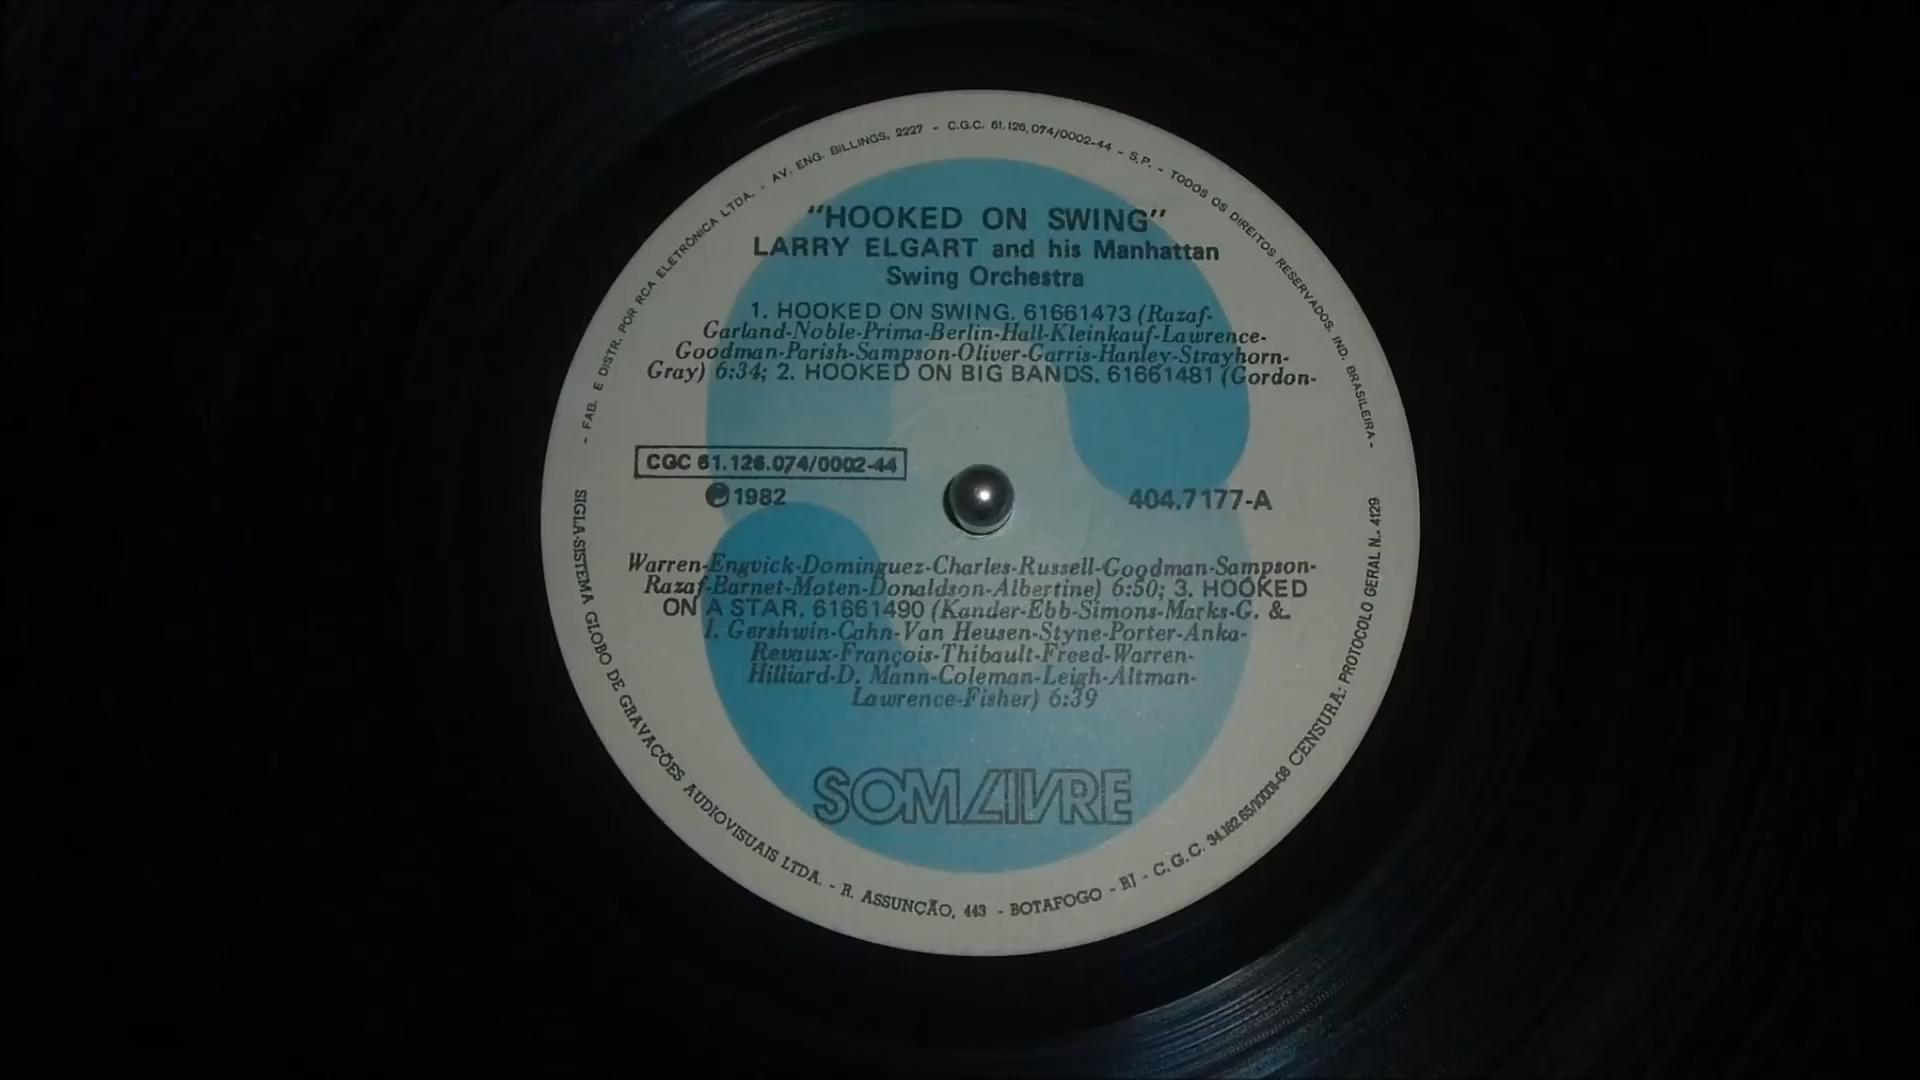 - FAB. E DISTR. POR RCA ELETRÔNICA LTDA. - AV. ENG. BILLINGS, 2227 - C.G.C. 61.126.074/0002-44 - S.P. - TODOS OS DIREITOS RESERVADOS. IND. BRASILEIRA-
"HOOKED ON SWING"
LARRY ELGART and his Manhattan
Swing Orchestra
1. HOOKED ON SWING. 61661473 (Razaf-
Garland-Noble-Prima-Berlin-Hall-Kleinkauf-Lawrence-
Goodman-Parish-Sampson-Oliver-Garris-Hanley-Strayhorn-
Gray) 6:34; 2. HOOKED ON BIG BANDS. 61661481 (Gordon-
CGC 61.126.074/0002-44
℗1982
404.7177-A
Warren-Engvick-Dominguez-Charles-Russell-Goodman-Sampson-
Razaf-Barnet-Moten-Donaldson-Albertine) 6:50; 3. HOOKED
ON A STAR. 61661490 (Kander-Ebb-Simons-Marks-G. &
I. Gershwin-Cahn-Van Heusen-Styne-Porter-Anka-
Revaux-François-Thibault-Freed-Warren-
Hilliard-D. Mann-Coleman-Leigh-Altman-
Lawrence-Fisher) 6:39
SOM LIVRE
SIGLA-SISTEMA GLOBO DE GRAVAÇÕES AUDIOVISUAIS LTDA. - R. ASSUNÇÃO, 443 - BOTAFOGO - RJ - C.G.C. 34.162.65/10001-06 CENSURA: PROTOCOLO GERAL N.. 4129